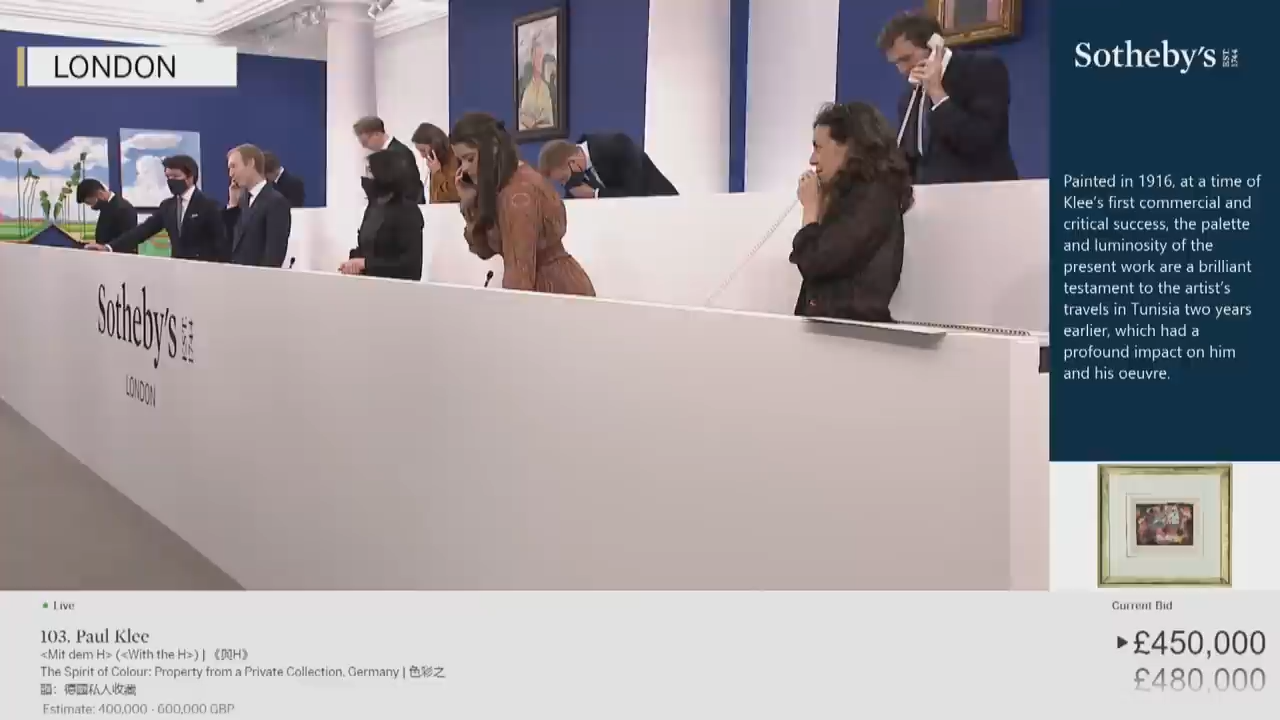 LONDON
Sotheby's EST. 1744
Painted in 1916, at a time of
Klee's first commercial and
critical success, the palette
and luminosity of the
present work are a brilliant
testament to the artist's
travels in Tunisia two years
earlier, which had a
profound impact on him
and his oeuvre.
Sotheby's EST. 1744
LONDON
Live
103. Paul Klee
<Mit dem H> (<With the H>) | 《與H》
The Spirit of Colour: Property from a Private Collection, Germany | 色彩之
德國私人收藏
Estimate: 400,000 - 600,000 GBP
Current Bid
£450,000
£480,000